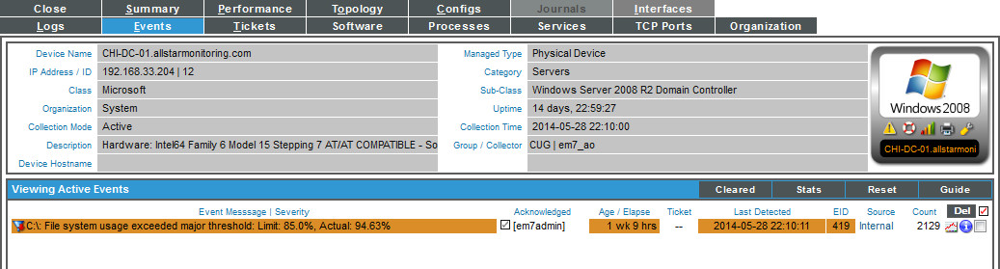 Close Summary Performance Topology Configs Journals Interfaces
Logs Events Tickets Software Processes Services TCP Ports Organization
Device Name CHI-DC-01.allstarmonitoring.com Managed Type Physical Device
IP Address / ID 192.168.33.204 | 12 Category Servers
Class Microsoft Sub-Class Windows Server 2008 R2 Domain Controller
Organization System Uptime 14 days, 22:59:27
Collection Mode Active Collection Time 2014-05-28 22:10:00
Description Hardware: Intel64 Family 6 Model 15 Stepping 7 AT/AT COMPATIBLE - So Group / Collector CUG | em7_ao
Device Hostname
Windows 2008
CHI-DC-01.allstarmoni
Viewing Active Events Cleared Stats Reset Guide
Event Messsage | Severity Acknowledged Age / Elapse Ticket Last Detected EID Source Count Del
C:\: File system usage exceeded major threshold: Limit: 85.0%, Actual: 94.63% [em7admin] 1 wk 9 hrs -- 2014-05-28 22:10:11 419 Internal 2129